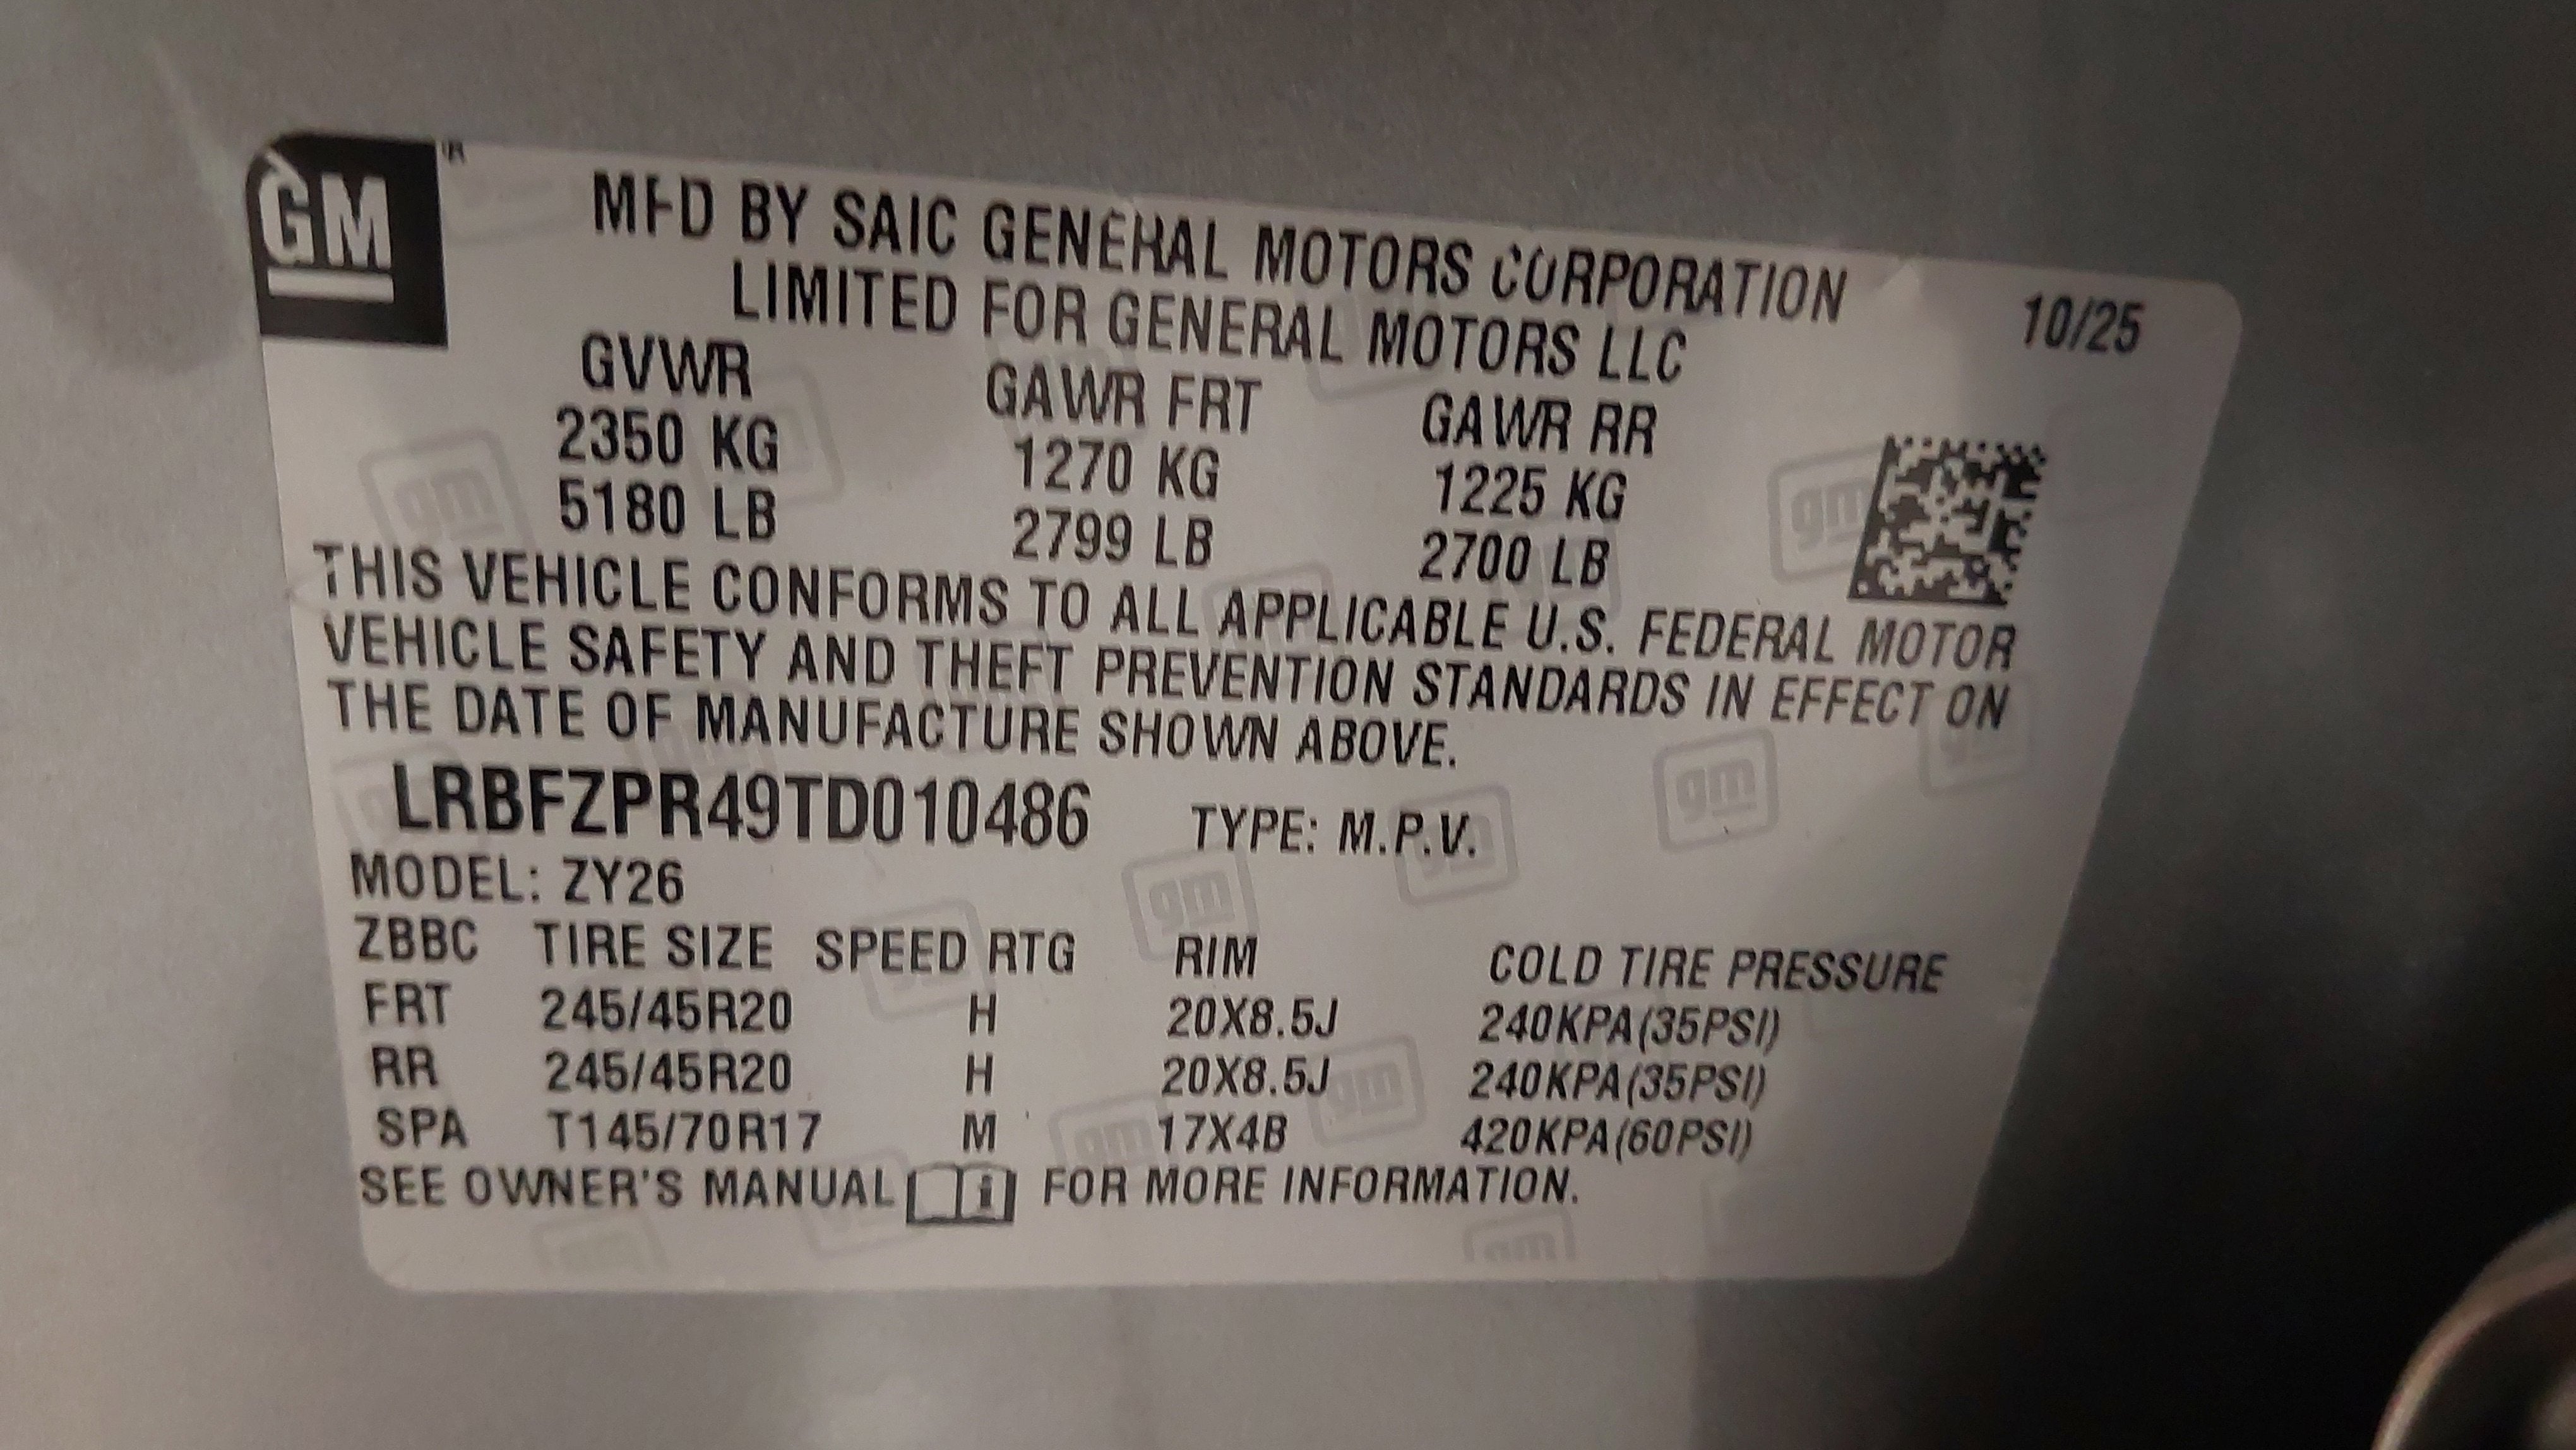 GM ®
MFD BY SAIC GENERAL MOTORS CORPORATION
LIMITED FOR GENERAL MOTORS LLC
10/25
GVWR GAWR FRT GAWR RR
2350 KG 1270 KG 1225 KG
5180 LB 2799 LB 2700 LB
THIS VEHICLE CONFORMS TO ALL APPLICABLE U.S. FEDERAL MOTOR
VEHICLE SAFETY AND THEFT PREVENTION STANDARDS IN EFFECT ON
THE DATE OF MANUFACTURE SHOWN ABOVE.
LRBFZPR49TD010486 TYPE: M.P.V.
MODEL: ZY26
ZBBC TIRE SIZE SPEED RTG RIM COLD TIRE PRESSURE
FRT 245/45R20 H 20X8.5J 240KPA(35PSI)
RR 245/45R20 H 20X8.5J 240KPA(35PSI)
SPA T145/70R17 M 17X4B 420KPA(60PSI)
SEE OWNER'S MANUAL i FOR MORE INFORMATION.